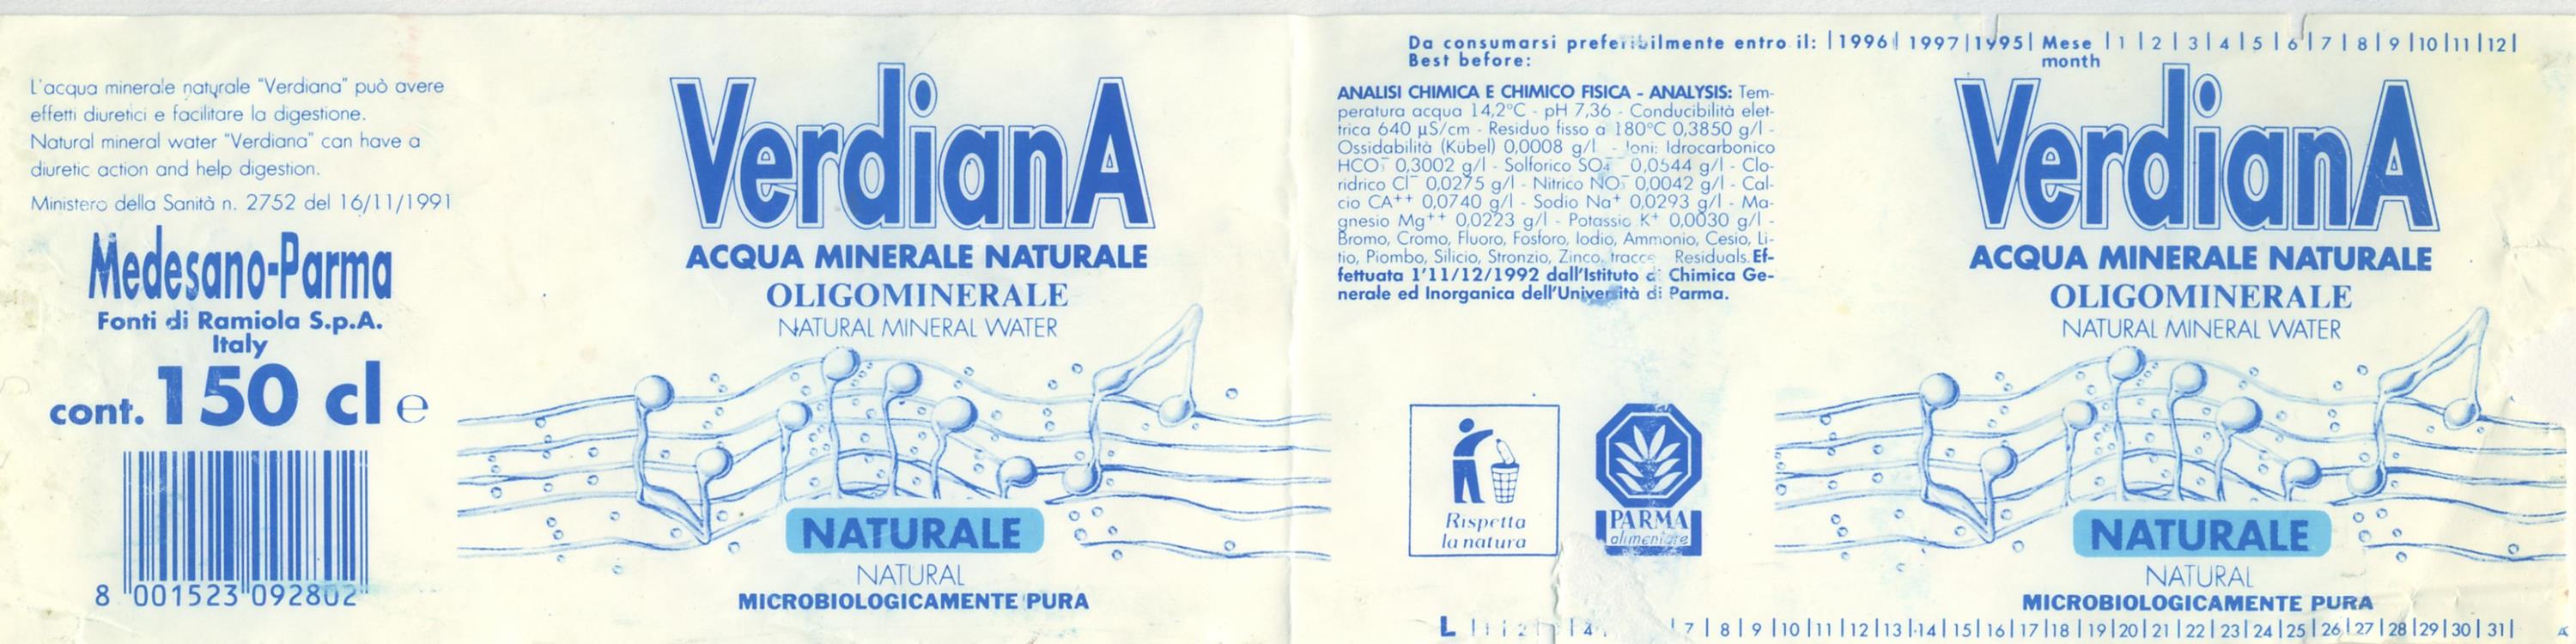 L'acqua minerale naturale "Verdiana" può avere
effetti diuretici e facilitare la digestione.
Natural mineral water "Verdiana" can have a
diuretic action and help digestion.
Ministero della Sanità n. 2752 del 16/11/1991
Medesano-Parma
Fonti di Ramiola S.p.A.
Italy
cont. 150 cl e
8 001523 092802
VerdianA
ACQUA MINERALE NATURALE
OLIGOMINERALE
NATURAL MINERAL WATER
NATURALE
NATURAL
MICROBIOLOGICAMENTE PURA
Da consumarsi preferibilmente entro il: |1996| 1997|1995| Mese |1 |2|3|4|5|6|7|8|9|10|11|12|
Best before: month
ANALISI CHIMICA E CHIMICO FISICA - ANALYSIS: Tem-
peratura acqua 14,2°C - pH 7,36 - Conducibilità elet-
trica 640 µS/cm - Residuo fisso a 180°C 0,3850 g/l -
Ossidabilità (Kübel) 0,0008 g/l - Ioni: Idrocarbonico
HCO₃⁻ 0,3002 g/l - Solforico SO₄⁻⁻ 0,0544 g/l - Clo-
ridrico Cl⁻ 0,0275 g/l - Nitrico NO₃⁻ 0,0042 g/l - Cal-
cio CA⁺⁺ 0,0740 g/l - Sodio Na⁺ 0,0293 g/l - Ma-
gnesio Mg⁺⁺ 0,0223 g/l - Potassio K⁺ 0,0030 g/l -
Bromo, Cromo, Fluoro, Fosforo, Iodio, Ammonio, Cesio, Li-
tio, Piombo, Silicio, Stronzio, Zinco, tracce Residuals. Ef-
fettuata 1'11/12/1992 dall'Istituto di Chimica Ge-
nerale ed Inorganica dell'Università di Parma.
Rispetta
la natura
PARMA
alimentare
VerdianA
ACQUA MINERALE NATURALE
OLIGOMINERALE
NATURAL MINERAL WATER
NATURALE
NATURAL
MICROBIOLOGICAMENTE PURA
L |1|2| |4 |7|8|9|10|11|12|13|14|15|16|17|18|19|20|21|22|23|24|25|26|27|28|29|30|31|